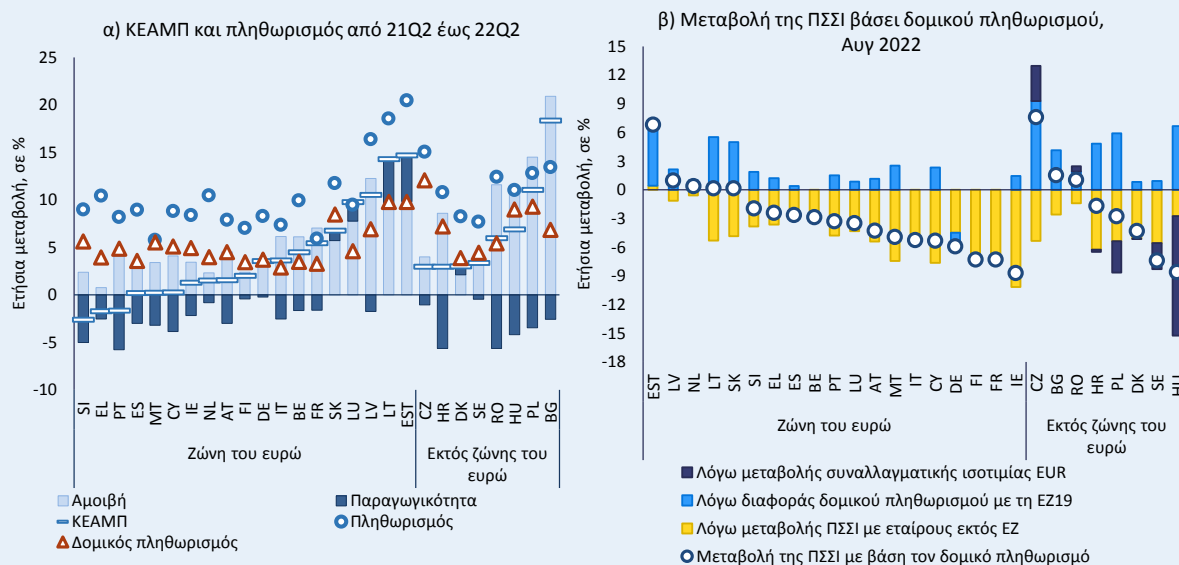 α) ΚΕΑΜΠ και πληθωρισμός από 21Q2 έως 22Q2
Ετήσια μεταβολή, σε %
25
20
15
10
5
0
-5
-10
SI EL PT ES MT CY IE NL AT FI DE IT BE FR SK LU LV LT EST CZ HR DK SE RO HU PL BG
Ζώνη του ευρώ
Εκτός ζώνης του
ευρώ
Αμοιβή
Παραγωγικότητα
ΚΕΑΜΠ
Πληθωρισμός
Δομικός πληθωρισμός
β) Μεταβολή της ΠΣΣΙ βάσει δομικού πληθωρισμού,
Αυγ 2022
Ετήσια μεταβολή, σε %
15
12
9
6
3
0
-3
-6
-9
-12
-15
-18
EST LV NL LT SK SI EL ES BE PT LU AT MT IT CY DE FI FR IE CZ BG RO HR PL DK SE HU
Ζώνη του ευρώ
Εκτός ζώνης του
ευρώ
Λόγω μεταβολής συναλλαγματικής ισοτιμίας EUR
Λόγω διαφοράς δομικού πληθωρισμού με τη EZ19
Λόγω μεταβολής ΠΣΣΙ με εταίρους εκτός EZ
Μεταβολή της ΠΣΣΙ με βάση τον δομικό πληθωρισμό